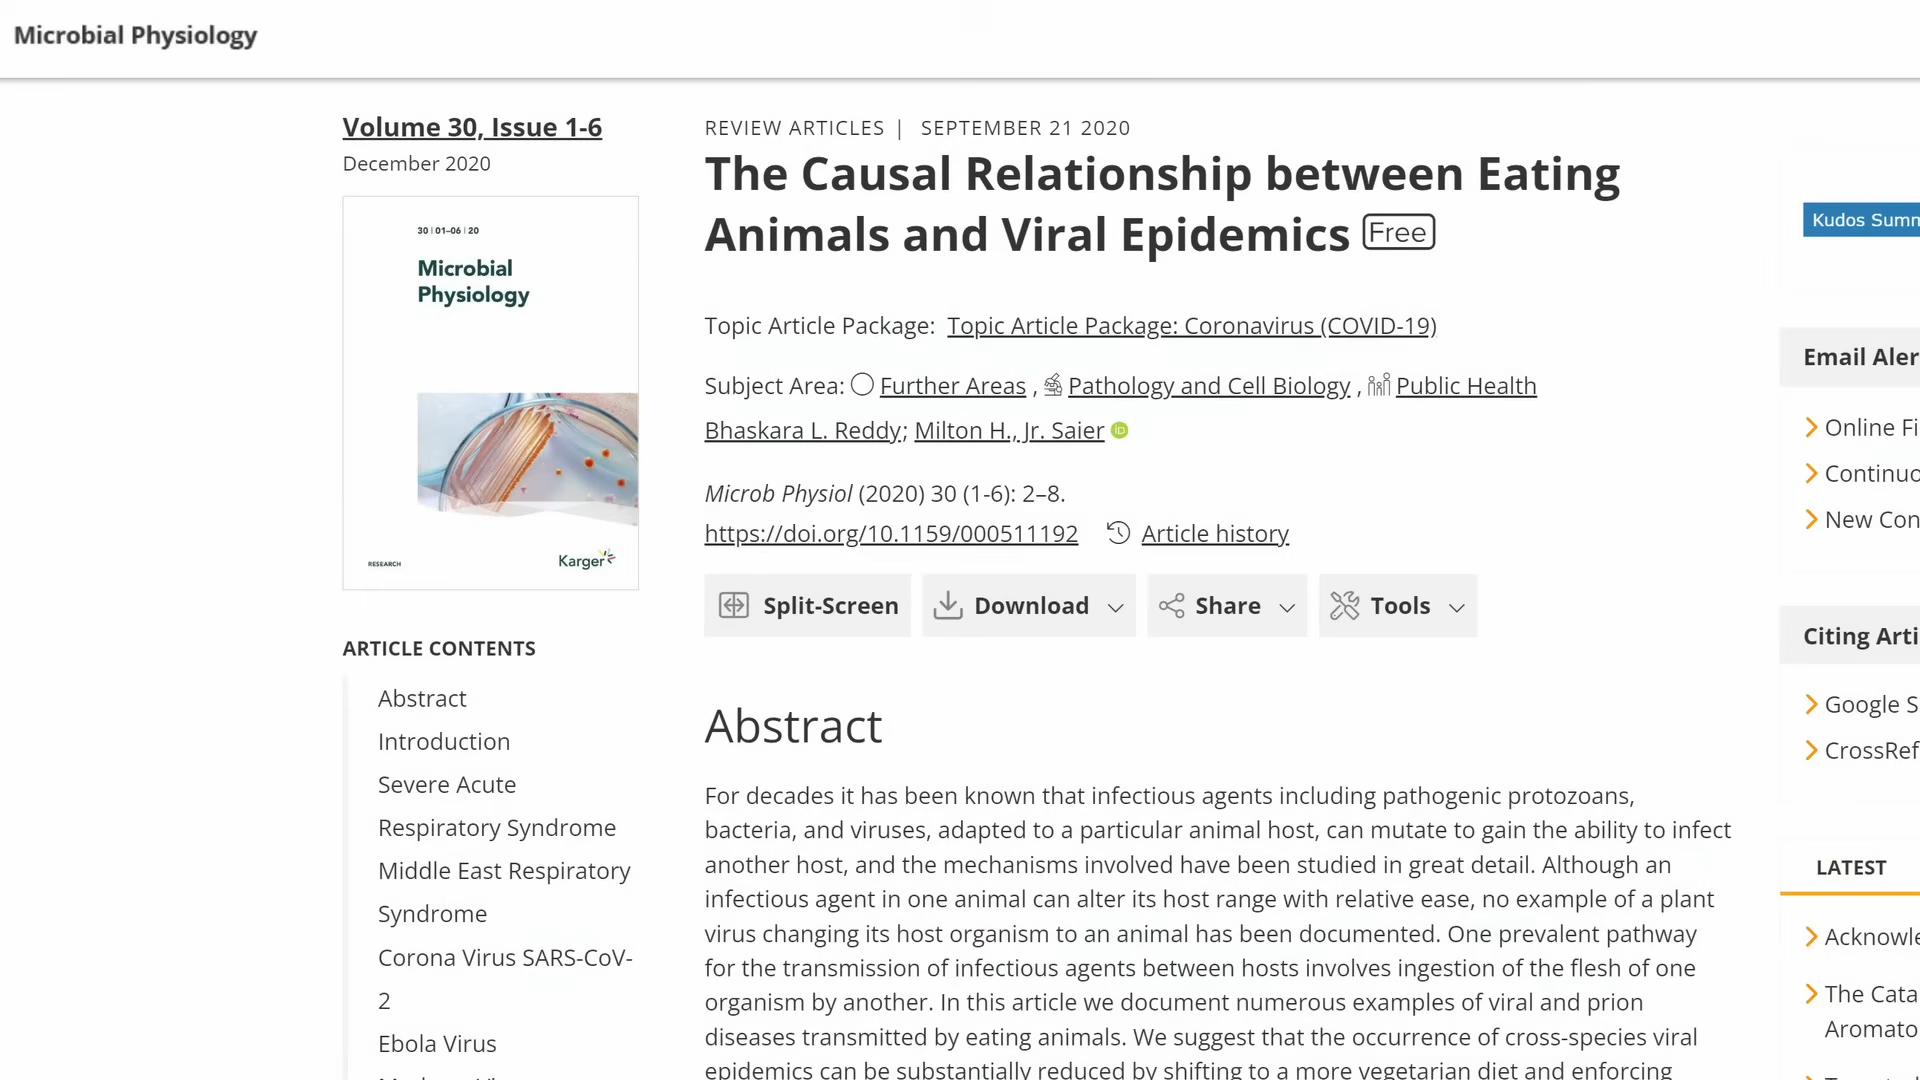 Microbial Physiology
Volume 30, Issue 1-6
December 2020
30 | 01–06 | 20
Microbial
Physiology
RESEARCH
Karger
ARTICLE CONTENTS
Abstract
Introduction
Severe Acute
Respiratory Syndrome
Middle East Respiratory
Syndrome
Corona Virus SARS-CoV-
2
Ebola Virus
REVIEW ARTICLES | SEPTEMBER 21 2020
The Causal Relationship between Eating
Animals and Viral Epidemics Free
Topic Article Package: Topic Article Package: Coronavirus (COVID-19)
Subject Area: Further Areas , Pathology and Cell Biology , Public Health
Bhaskara L. Reddy; Milton H., Jr. Saier iD
Microb Physiol (2020) 30 (1-6): 2–8.
https://doi.org/10.1159/000511192 Article history
Split-Screen Download Share Tools
Abstract
For decades it has been known that infectious agents including pathogenic protozoans,
bacteria, and viruses, adapted to a particular animal host, can mutate to gain the ability to infect
another host, and the mechanisms involved have been studied in great detail. Although an
infectious agent in one animal can alter its host range with relative ease, no example of a plant
virus changing its host organism to an animal has been documented. One prevalent pathway
for the transmission of infectious agents between hosts involves ingestion of the flesh of one
organism by another. In this article we document numerous examples of viral and prion
diseases transmitted by eating animals. We suggest that the occurrence of cross-species viral
epidemics can be substantially reduced by shifting to a more vegetarian diet and enforcing
Kudos Summ
Email Aler
Online Fi
Continuo
New Con
Citing Arti
Google S
CrossRef
LATEST
Acknowle
The Cata
Aromato